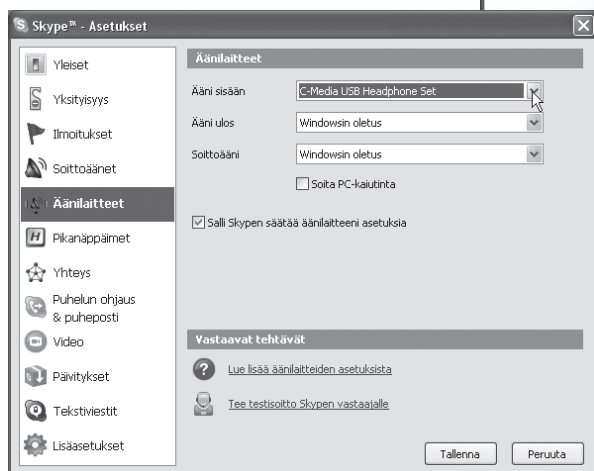 Skype™ - Asetukset
Yleiset
Yksityisyys
Ilmoitukset
Soittoäänet
Äänilaitteet
Pikanäppäimet
Yhteys
Puhelun ohjaus
& puheposti
Video
Päivitykset
Tekstiviestit
Lisäasetukset
Äänilaitteet
Ääni sisään C-Media USB Headphone Set
Ääni ulos Windowsin oletus
Soittoääni Windowsin oletus
Soita PC-kaiutinta
Salli Skypen säätää äänilaitteeni asetuksia
Vastaavat tehtävät
Lue lisää äänilaitteiden asetuksista
Tee testisoitto Skypen vastaajalle
Tallenna Peruuta